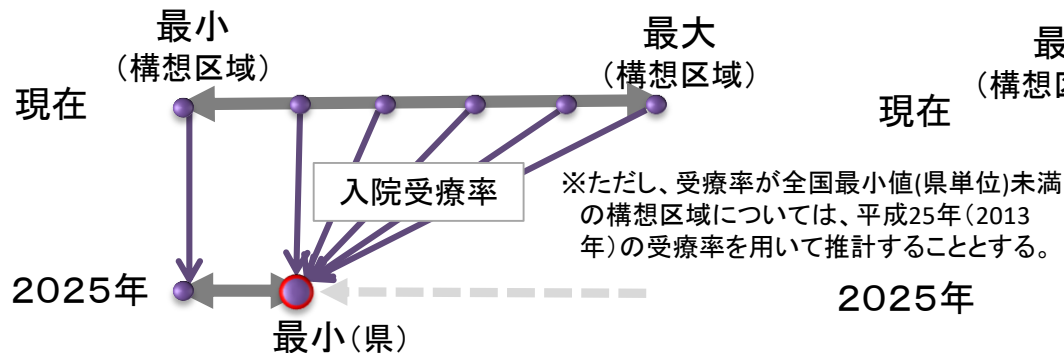 最小
（構想区域）
最大
（構想区域）
現在
入院受療率
※ただし、受療率が全国最小値(県単位)未満
の構想区域については、平成25年（2013
年）の受療率を用いて推計することとする。
２０２５年
最小（県）
最
（構想区
現在
２０２５年